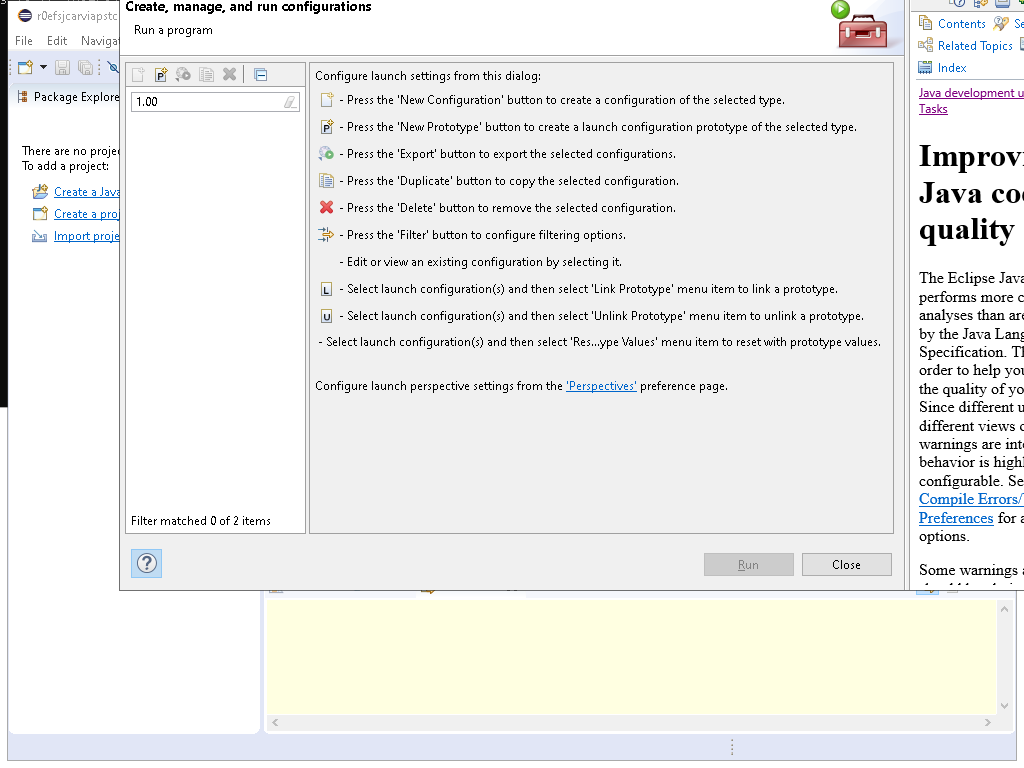 r0efsjcarviapstc
File Edit Naviga
Package Explore
There are no proje
To add a project:
Create a Java
Create a proj
Import proje
Create, manage, and run configurations
Run a program
1.00
Filter matched 0 of 2 items
Configure launch settings from this dialog:
- Press the 'New Configuration' button to create a configuration of the selected type.
- Press the 'New Prototype' button to create a launch configuration prototype of the selected type.
- Press the 'Export' button to export the selected configurations.
- Press the 'Duplicate' button to copy the selected configuration.
- Press the 'Delete' button to remove the selected configuration.
- Press the 'Filter' button to configure filtering options.
- Edit or view an existing configuration by selecting it.
L - Select launch configuration(s) and then select 'Link Prototype' menu item to link a prototype.
U - Select launch configuration(s) and then select 'Unlink Prototype' menu item to unlink a prototype.
- Select launch configuration(s) and then select 'Res...ype Values' menu item to reset with prototype values.
Configure launch perspective settings from the 'Perspectives' preference page.
Run Close
Contents Se
Related Topics
Index
Java development u
Tasks
Improvi
Java co
quality
The Eclipse Java
performs more c
analyses than are
by the Java Lang
Specification. Th
order to help you
the quality of yo
Since different u
different views o
warnings are inte
behavior is highl
configurable. Se
Compile Errors/
Preferences for a
options.
Some warnings a